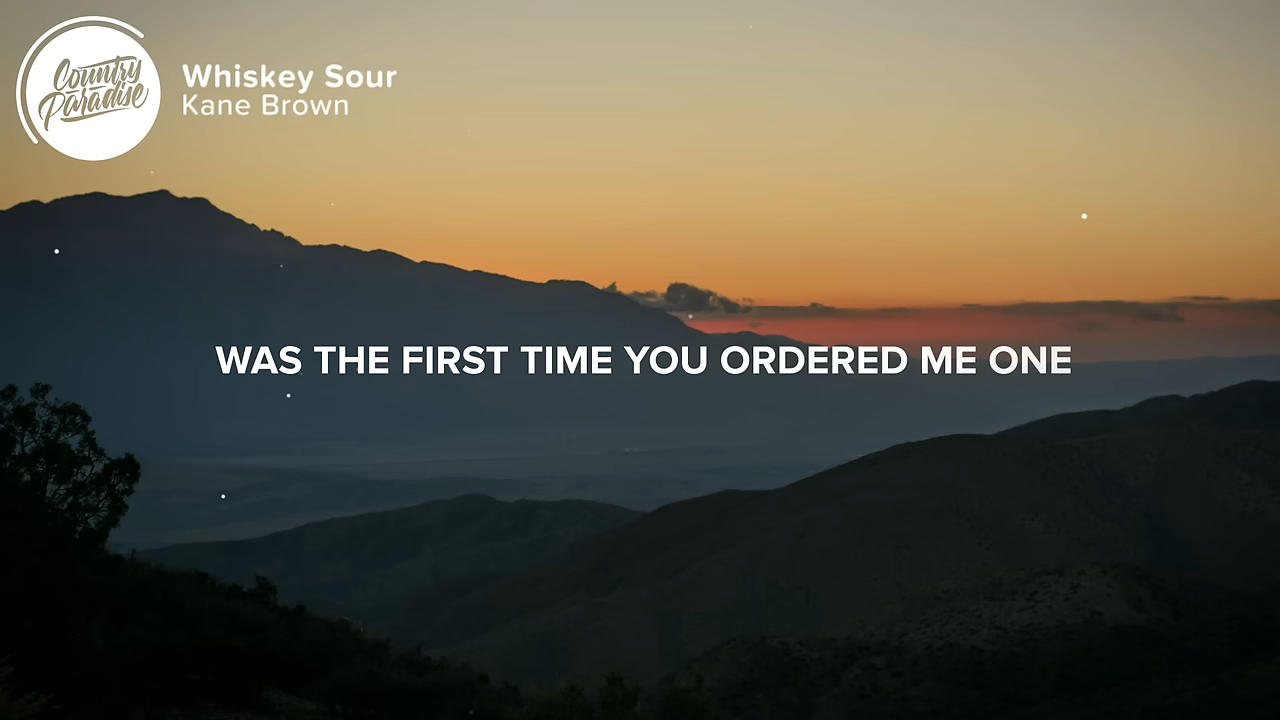 Country
Paradise
Whiskey Sour
Kane Brown
WAS THE FIRST TIME YOU ORDERED ME ONE